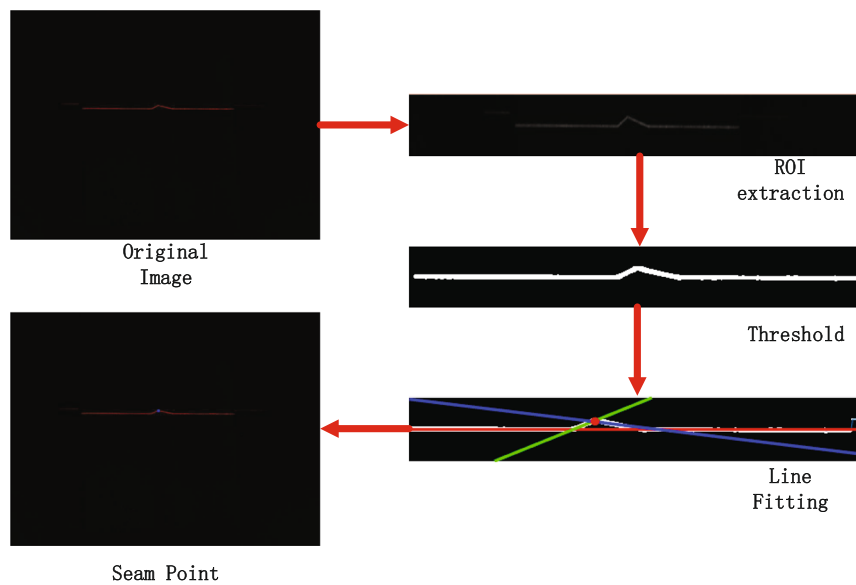 Original
Image
ROI
extraction
Threshold
Line
Fitting
Seam Point